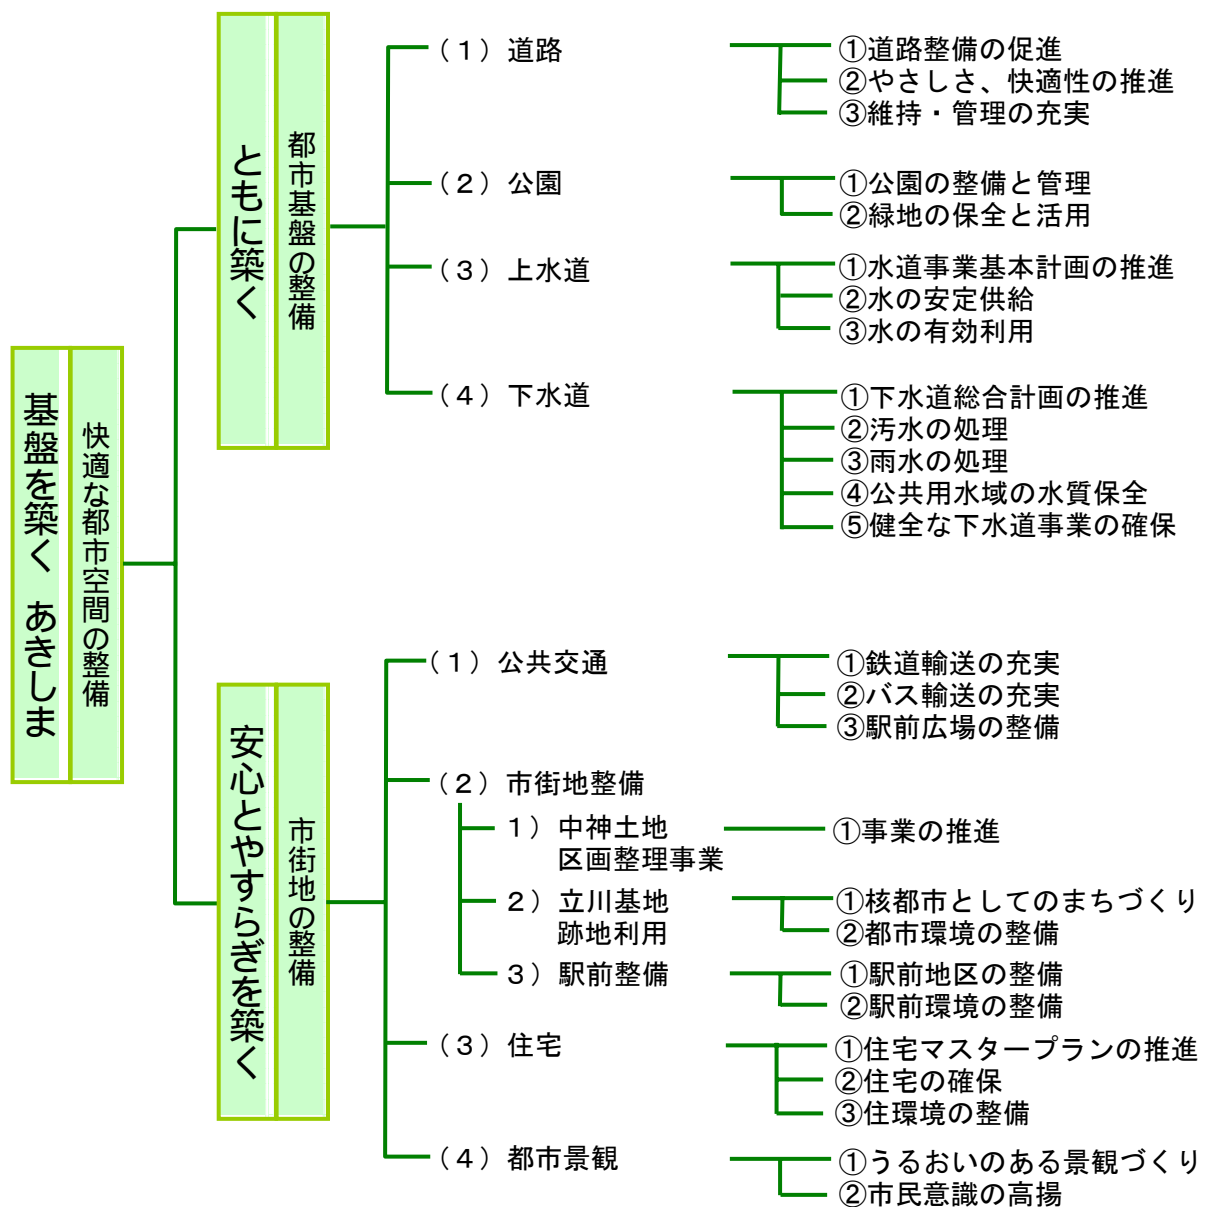 基盤を築く あきしま
快適な都市空間の整備
ともに築く
都市基盤の整備
（１）道路
①道路整備の促進
②やさしさ、快適性の推進
③維持・管理の充実
（２）公園
①公園の整備と管理
②緑地の保全と活用
（３）上水道
①水道事業基本計画の推進
②水の安定供給
③水の有効利用
（４）下水道
①下水道総合計画の推進
②汚水の処理
③雨水の処理
④公共用水域の水質保全
⑤健全な下水道事業の確保
安心とやすらぎを築く
市街地の整備
（１）公共交通
①鉄道輸送の充実
②バス輸送の充実
③駅前広場の整備
（２）市街地整備
１）中神土地
区画整理事業
①事業の推進
２）立川基地
跡地利用
①核都市としてのまちづくり
②都市環境の整備
３）駅前整備
①駅前地区の整備
②駅前環境の整備
（３）住宅
①住宅マスタープランの推進
②住宅の確保
③住環境の整備
（４）都市景観
①うるおいのある景観づくり
②市民意識の高揚